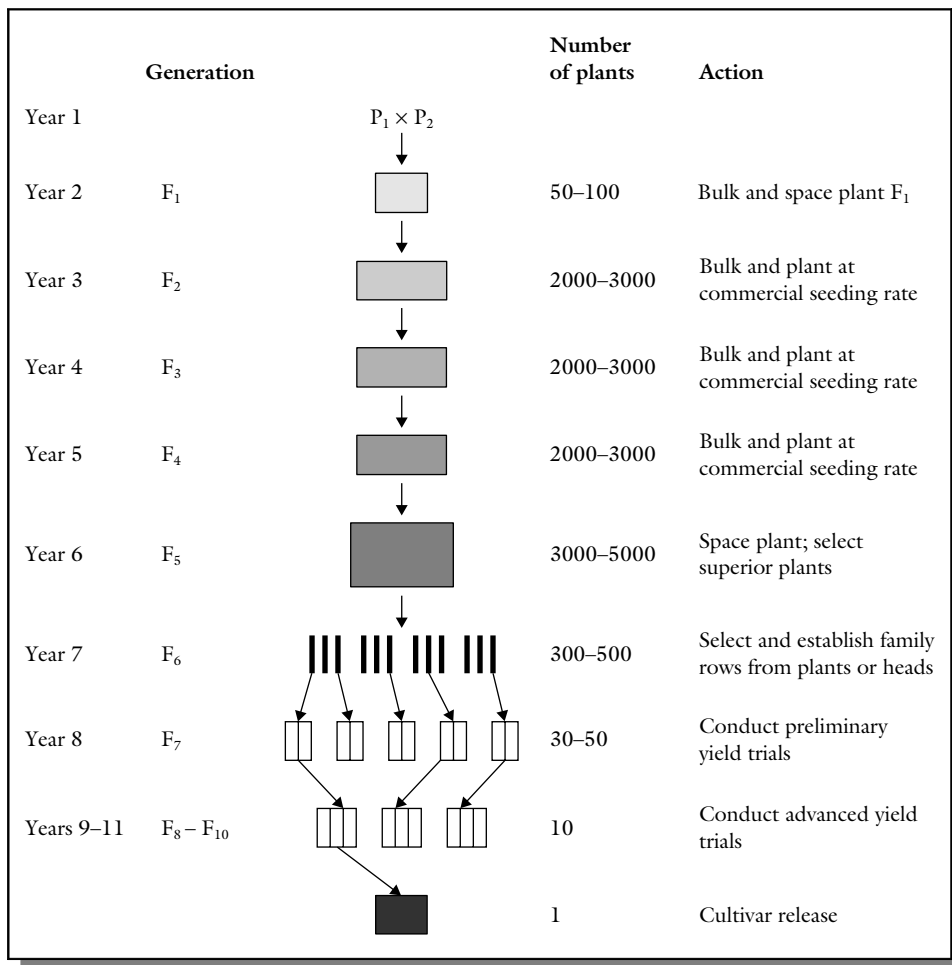 Number
Generation of plants Action
Year 1 P₁ × P₂
Year 2 F₁ 50–100 Bulk and space plant F₁
Year 3 F₂ 2000–3000 Bulk and plant at
commercial seeding rate
Year 4 F₃ 2000–3000 Bulk and plant at
commercial seeding rate
Year 5 F₄ 2000–3000 Bulk and plant at
commercial seeding rate
Year 6 F₅ 3000–5000 Space plant; select
superior plants
Year 7 F₆ 300–500 Select and establish family
rows from plants or heads
Year 8 F₇ 30–50 Conduct preliminary
yield trials
Years 9–11 F₈ – F₁₀ 10 Conduct advanced yield
trials
1 Cultivar release